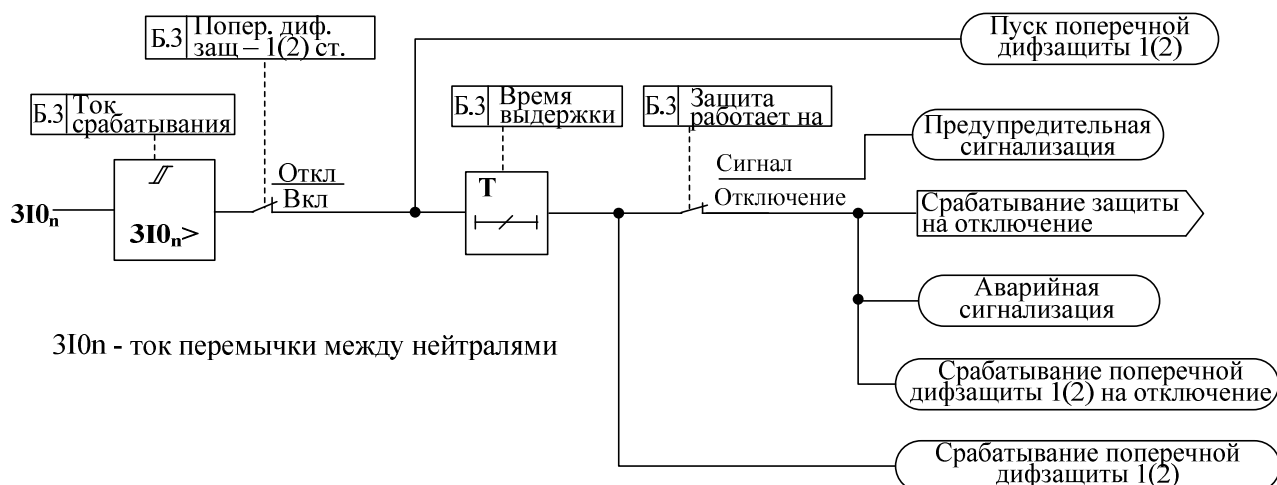 Б.3 Попер. диф.
защ – 1(2) ст.
Пуск поперечной
дифзащиты 1(2)
Б.3 Ток
срабатывания
Б.3 Время
выдержки
Б.3 Защита
работает на
Предупредительная
сигнализация
Сигнал
Откл
Вкл
T
Отключение
3I0n
3I0n>
Срабатывание защиты
на отключение
Аварийная
сигнализация
3I0n - ток перемычки между нейтралями
Срабатывание поперечной
дифзащиты 1(2) на отключение
Срабатывание поперечной
дифзащиты 1(2)